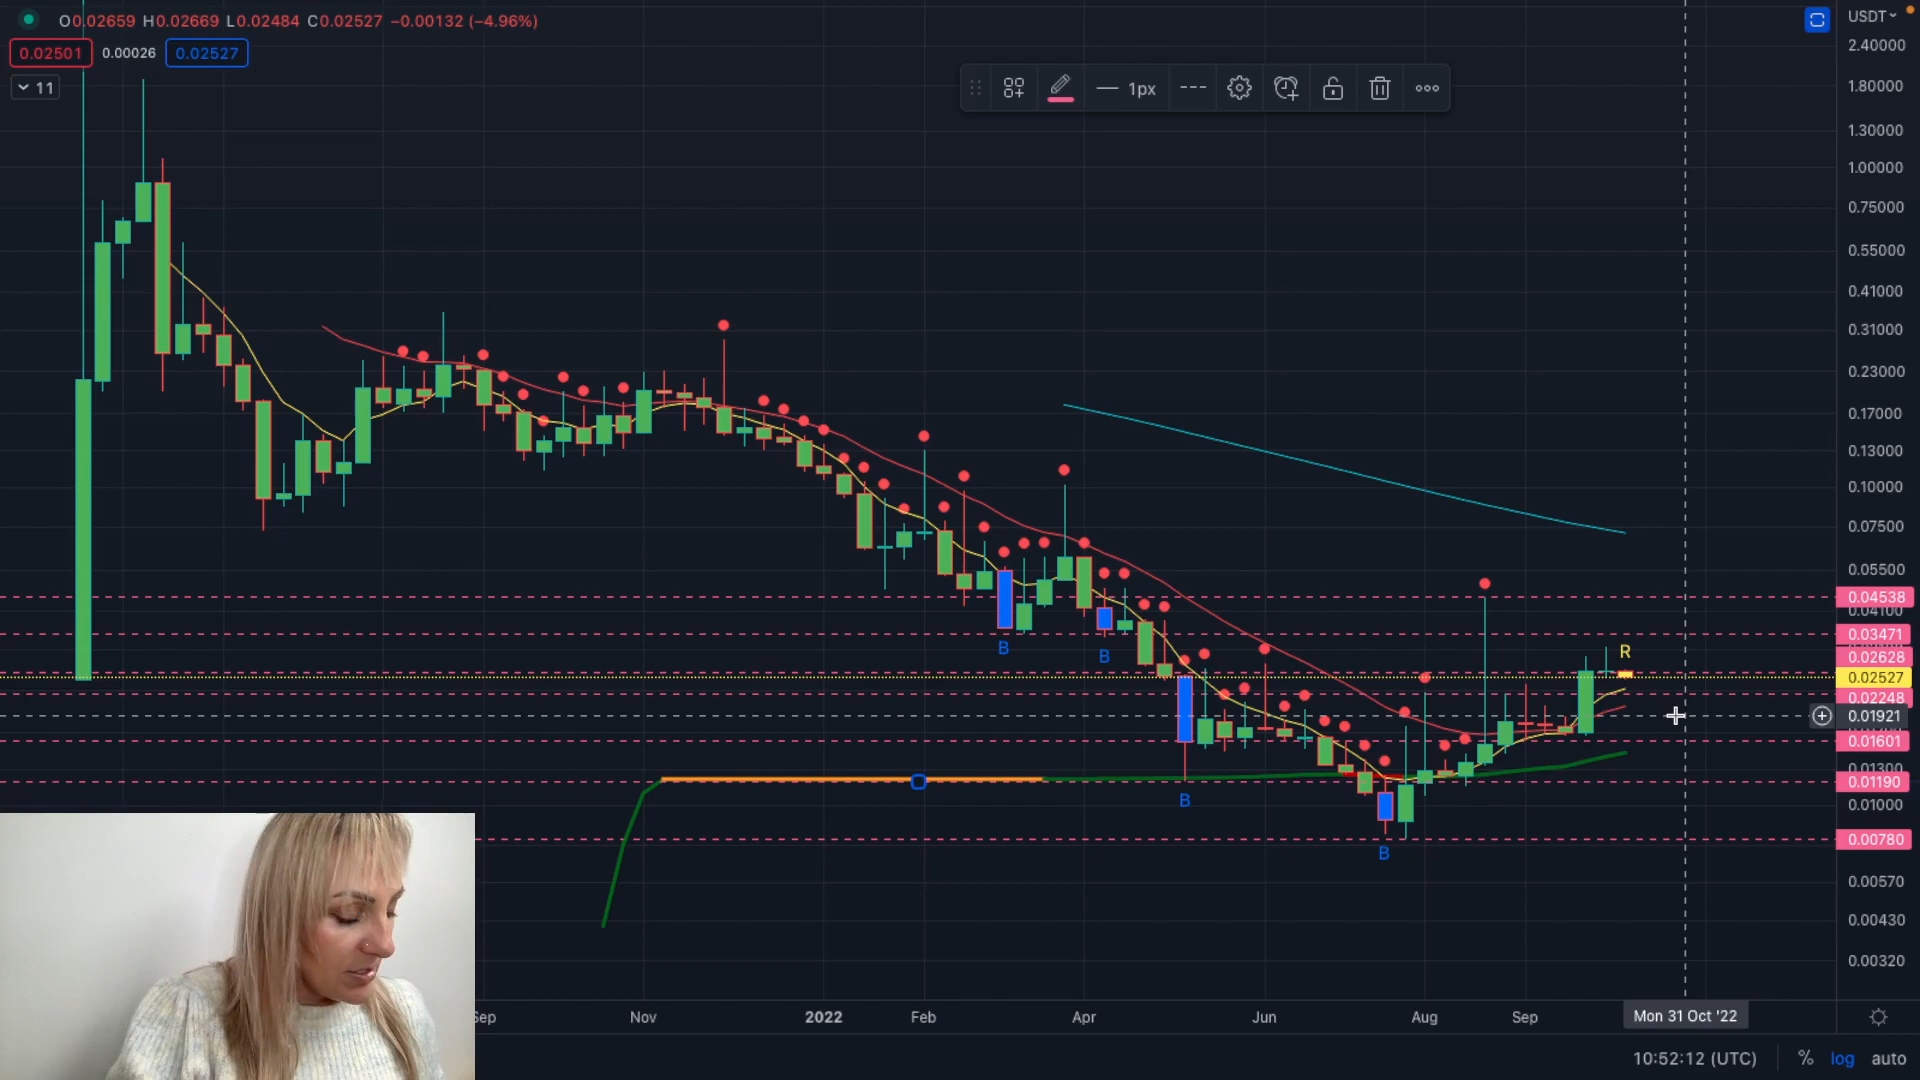 O0.02659 H0.02669 L0.02484 C0.02527 −0.00132 (−4.96%)
0.02501 0.00026 0.02527
11
1px
USDT
2.40000
1.80000
1.30000
1.00000
0.75000
0.55000
0.41000
0.31000
0.23000
0.17000
0.13000
0.10000
0.07500
0.05500
0.04538
0.04100
0.03471
0.02628
0.02527
0.02248
0.01921
0.01601
0.01300
0.01190
0.01000
0.00780
0.00570
0.00430
0.00320
R
B
B
B
B
Sep Nov 2022 Feb Apr Jun Aug Sep Mon 31 Oct '22
10:52:12 (UTC) % log auto